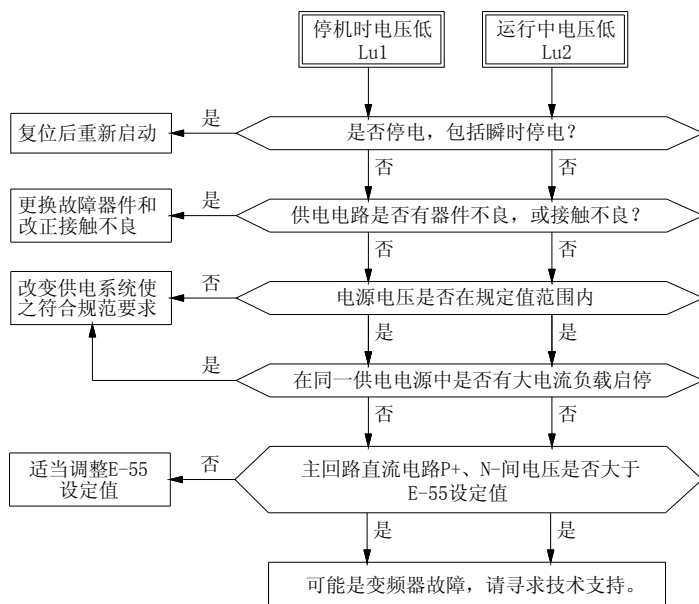 停机时电压低
Lu1
运行中电压低
Lu2
复位后重新启动
是
是否停电，包括瞬时停电？
否
否
更换故障器件和
改正接触不良
是
供电电路是否有器件不良，或接触不良？
否
否
改变供电系统使
之符合规范要求
否
电源电压是否在规定值范围内
是
是
是
在同一供电电源中是否有大电流负载启停
否
否
适当调整E-55
设定值
否
主回路直流电路P+、N-间电压是否大于
E-55设定值
是
是
可能是变频器故障，请寻求技术支持。